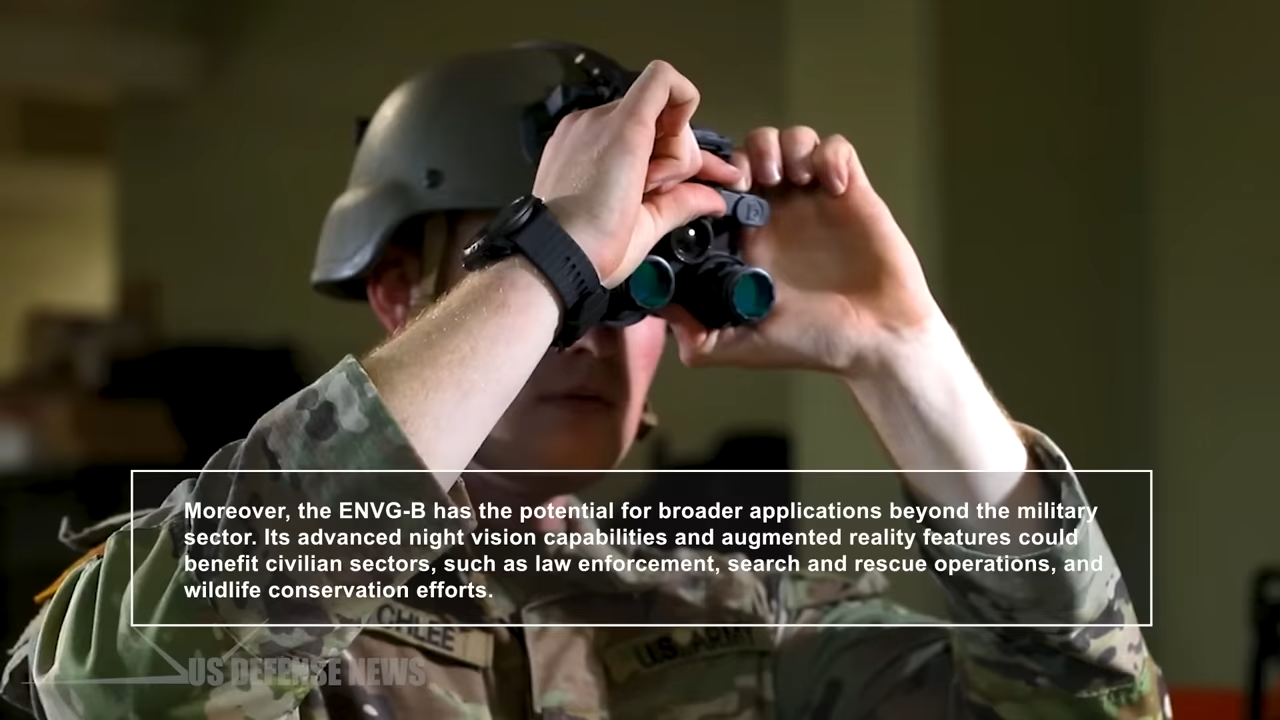 Moreover, the ENVG-B has the potential for broader applications beyond the military
sector. Its advanced night vision capabilities and augmented reality features could
benefit civilian sectors, such as law enforcement, search and rescue operations, and
wildlife conservation efforts.
CHLEE
U.S. ARMY
US DEFENSE NEWS